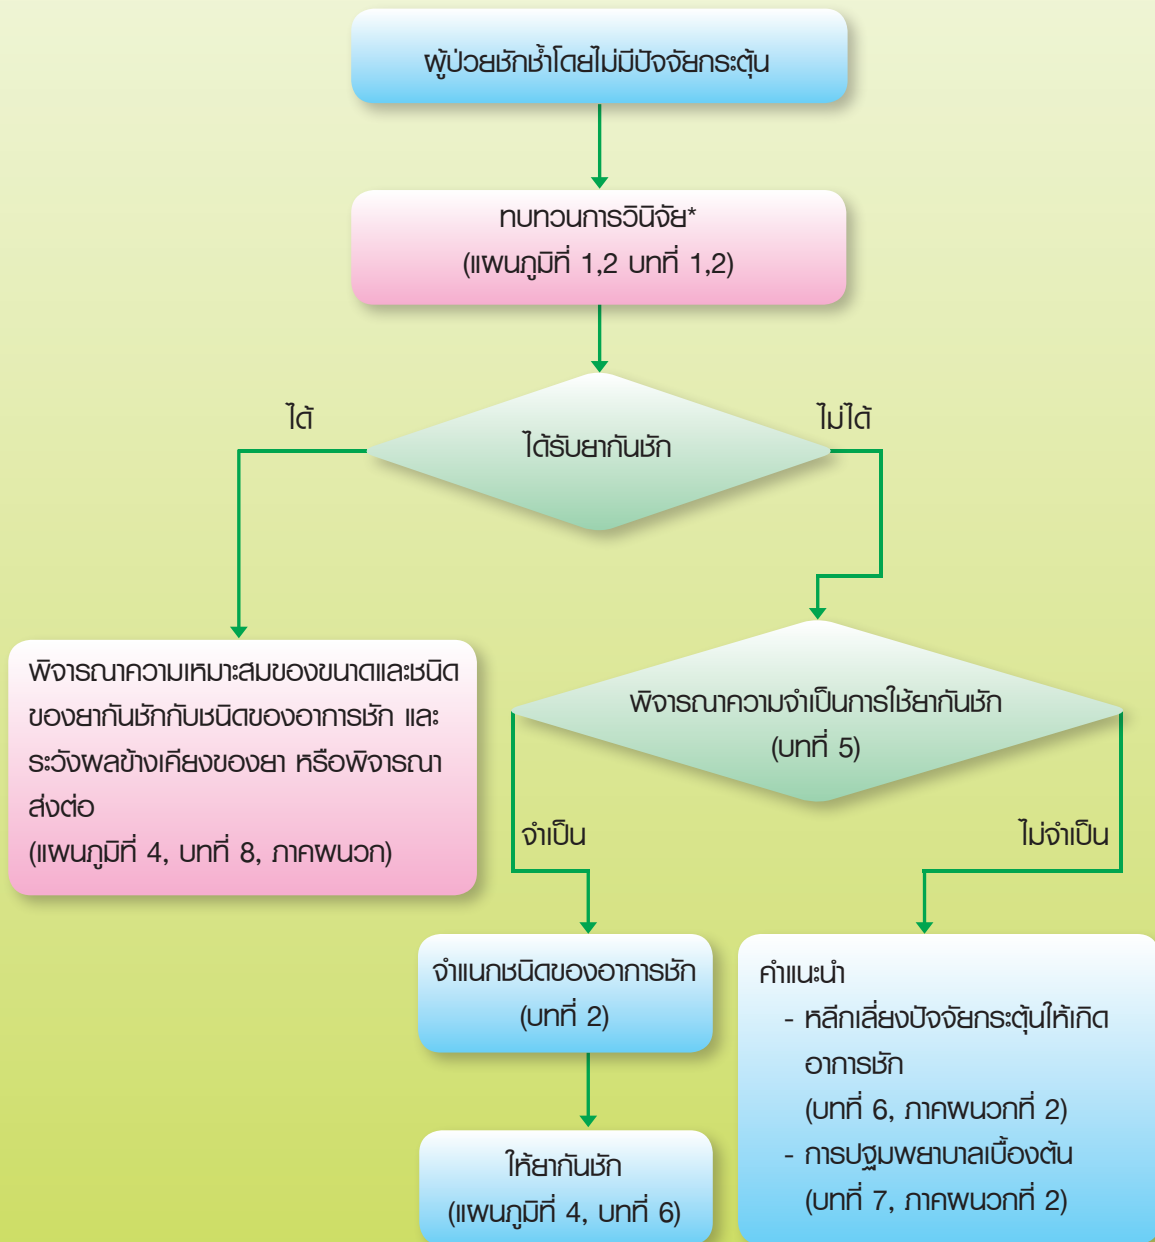 ผู้ป่วยชักซ้ำโดยไม่มีปัจจัยกระตุ้น
ทบทวนการวินิจัย*
(แผนภูมิที่ 1,2 บทที่ 1,2)
ได้
ไม่ได้
ได้รับยากันชัก
พิจารณาความเหมาะสมของขนาดและชนิด
ของยากันชักกับชนิดของอาการชัก และ
ระวังผลข้างเคียงของยา หรือพิจารณา
ส่งต่อ
(แผนภูมิที่ 4, บทที่ 8, ภาคผนวก)
พิจารณาความจำเป็นการใช้ยากันชัก
(บทที่ 5)
จำเป็น
ไม่จำเป็น
จำแนกชนิดของอาการชัก
(บทที่ 2)
ให้ยากันชัก
(แผนภูมิที่ 4, บทที่ 6)
คำแนะนำ
- หลีกเลี่ยงปัจจัยกระตุ้นให้เกิด
อาการชัก
(บทที่ 6, ภาคผนวกที่ 2)
- การปฐมพยาบาลเบื้องต้น
(บทที่ 7, ภาคผนวกที่ 2)